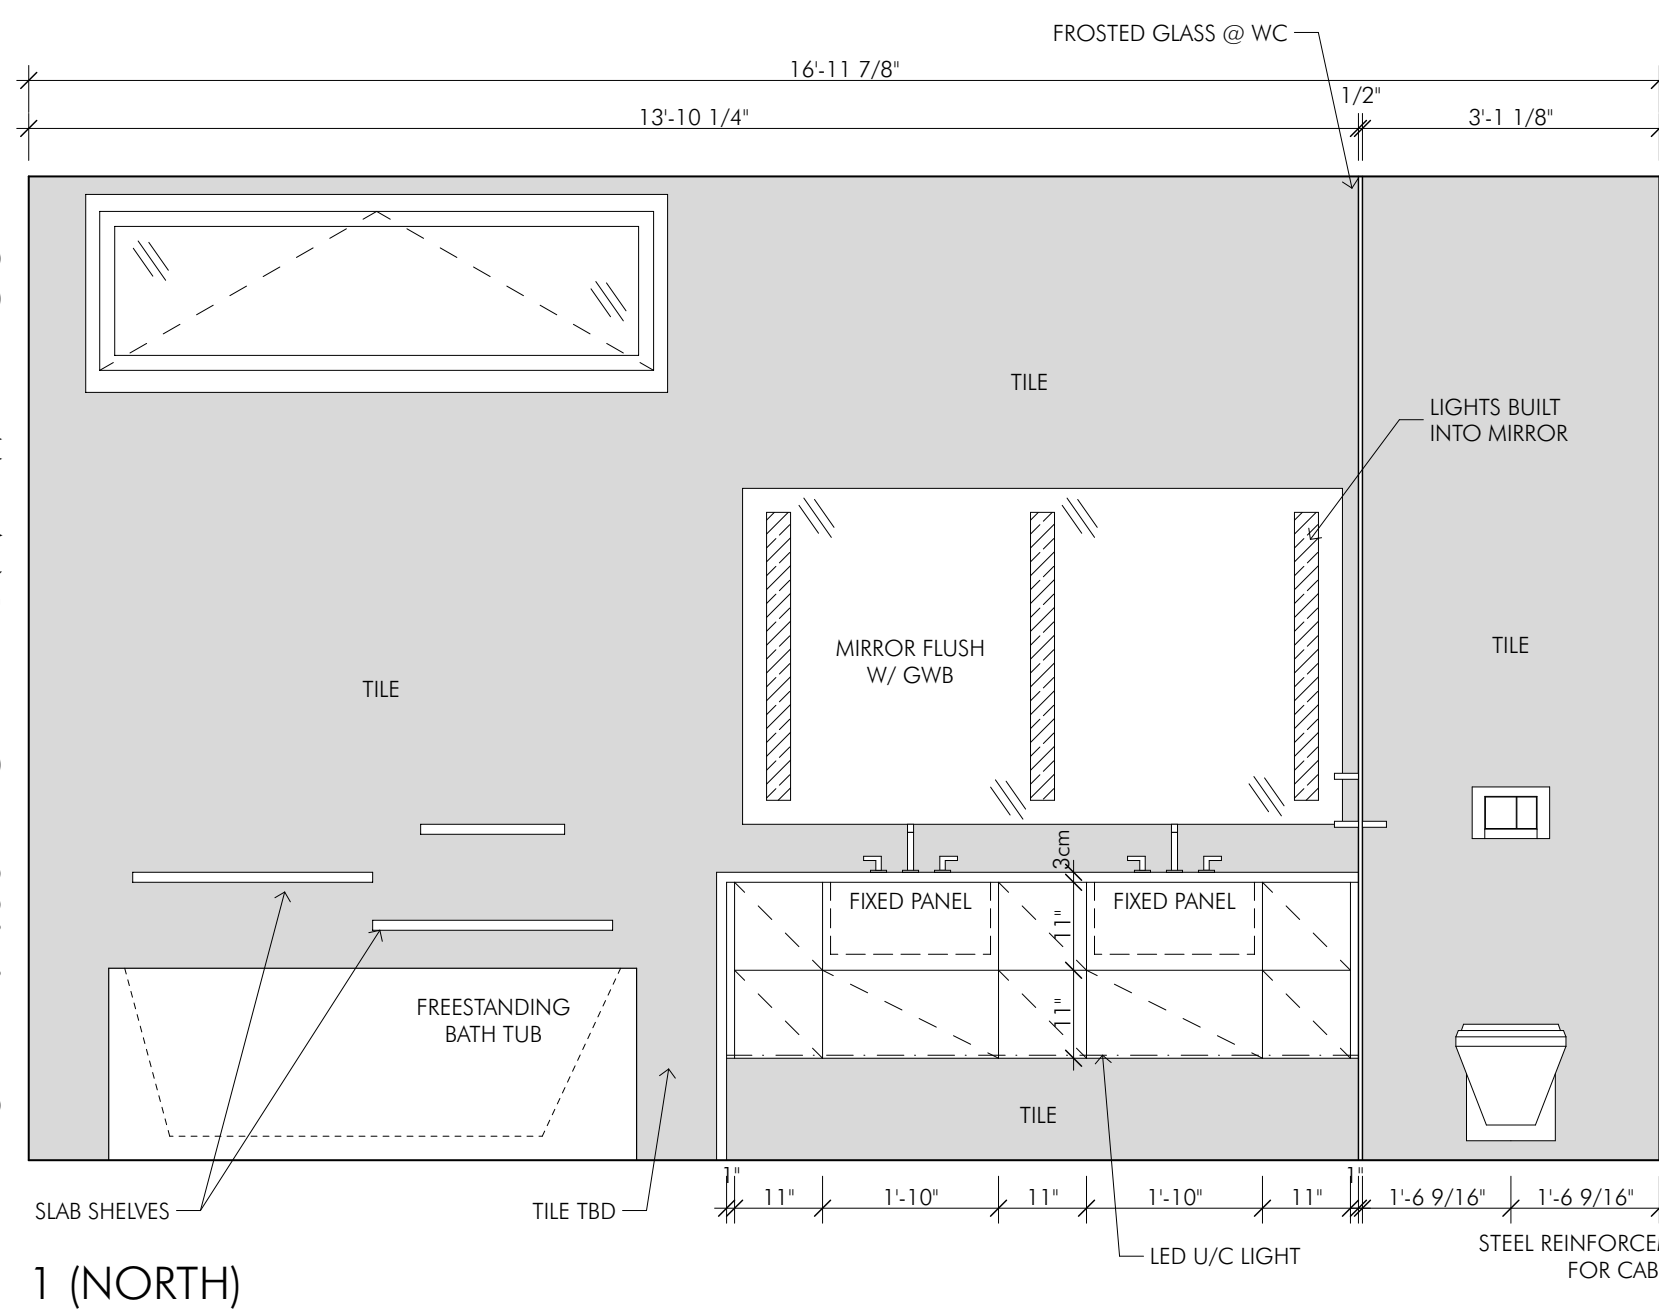 FROSTED GLASS @ WC
16'-11 7/8"
1/2"
13'-10 1/4"
3'-1 1/8"
TILE
LIGHTS BUILT
INTO MIRROR
MIRROR FLUSH
W/ GWB
TILE
TILE
3cm
FIXED PANEL
FIXED PANEL
11"
11"
FREESTANDING
BATH TUB
TILE
1"
1"
11"
1'-10"
11"
1'-10"
11"
1'-6 9/16"
1'-6 9/16"
SLAB SHELVES
TILE TBD
LED U/C LIGHT
STEEL REINFORCEM
FOR CAB
1 (NORTH)